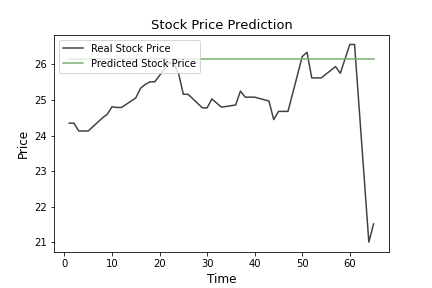 Stock Price Prediction
Real Stock Price
Predicted Stock Price
Price
26
25
24
23
22
21
0 10 20 30 40 50 60
Time